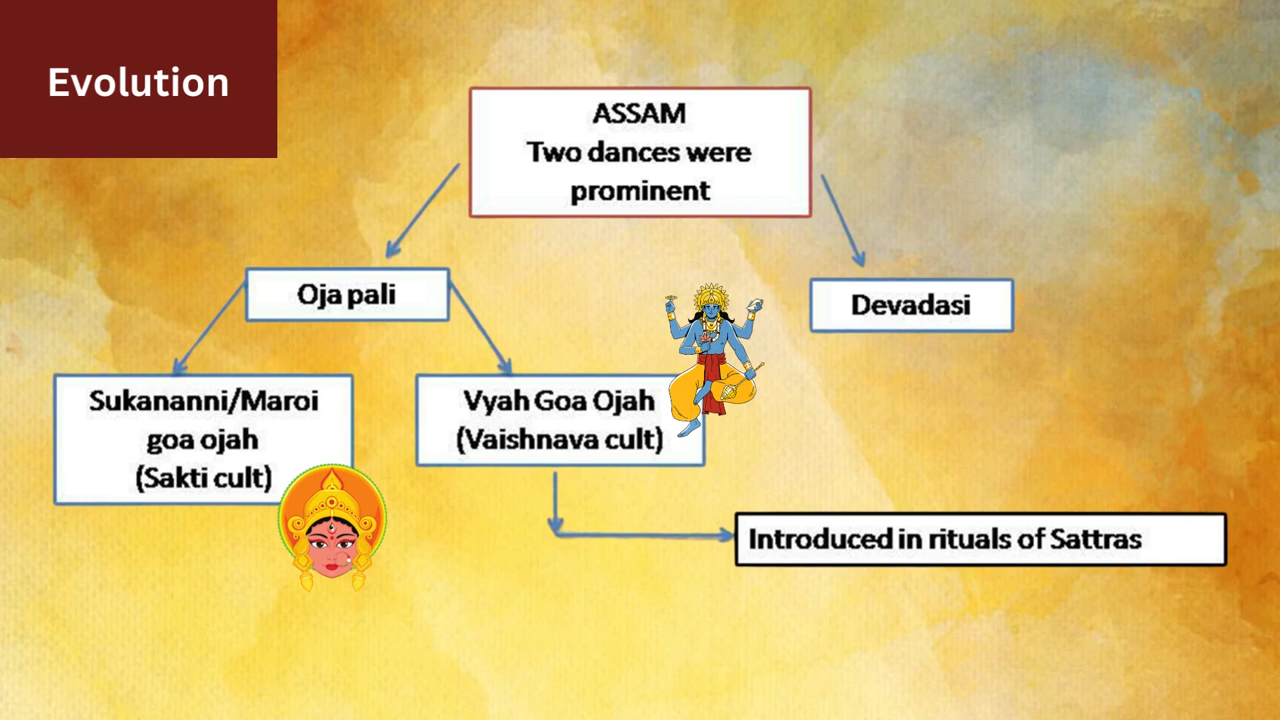 Evolution
ASSAM
Two dances were
prominent
Oja pali
Devadasi
Sukananni/Maroi
goa ojah
(Sakti cult)
Vyah Goa Ojah
(Vaishnava cult)
Introduced in rituals of Sattras